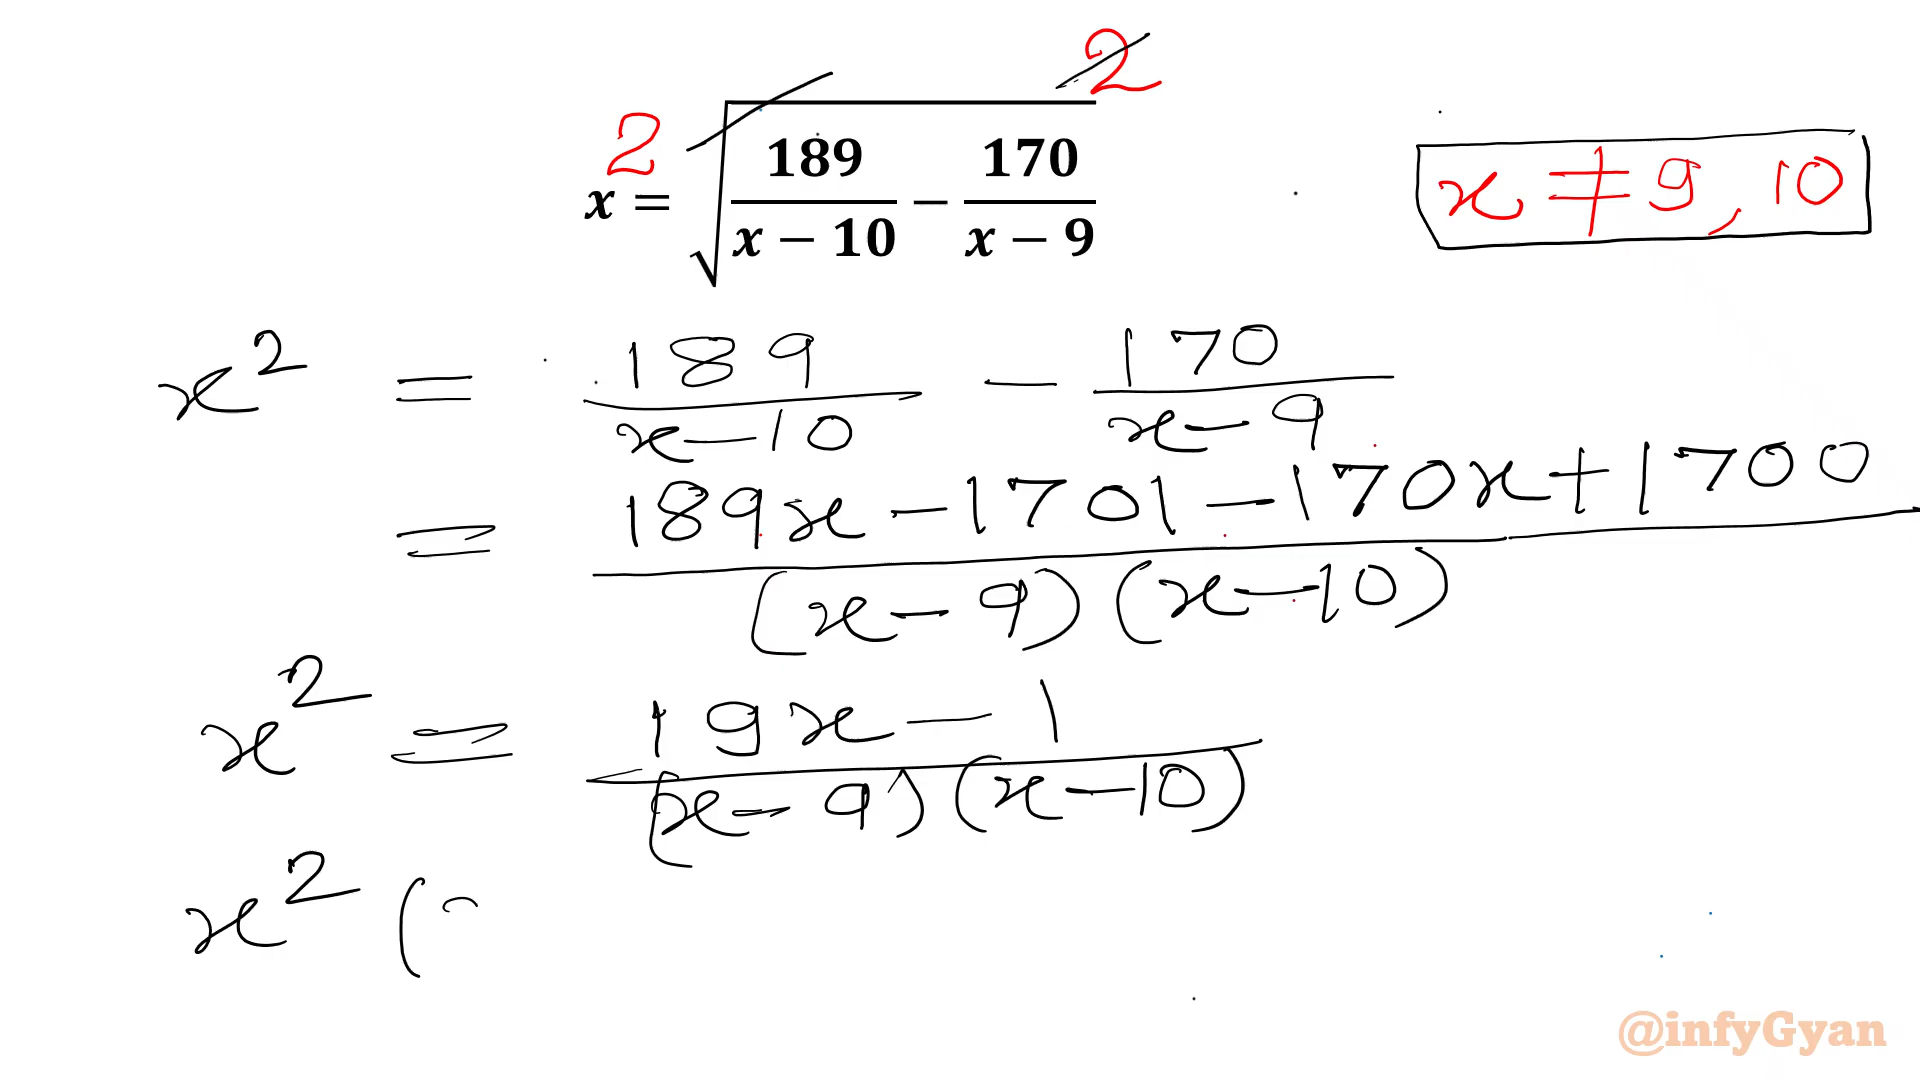 x² = √(189/(x − 10) − 170/(x − 9))²
x ≠ 9, 10
x² = 189/(x−10) − 170/(x−9)
= (189x − 1701 − 170x + 1700)/((x−9)(x−10))
x² = (19x − 1)/((x−9)(x−10))
x² (
@infyGyan